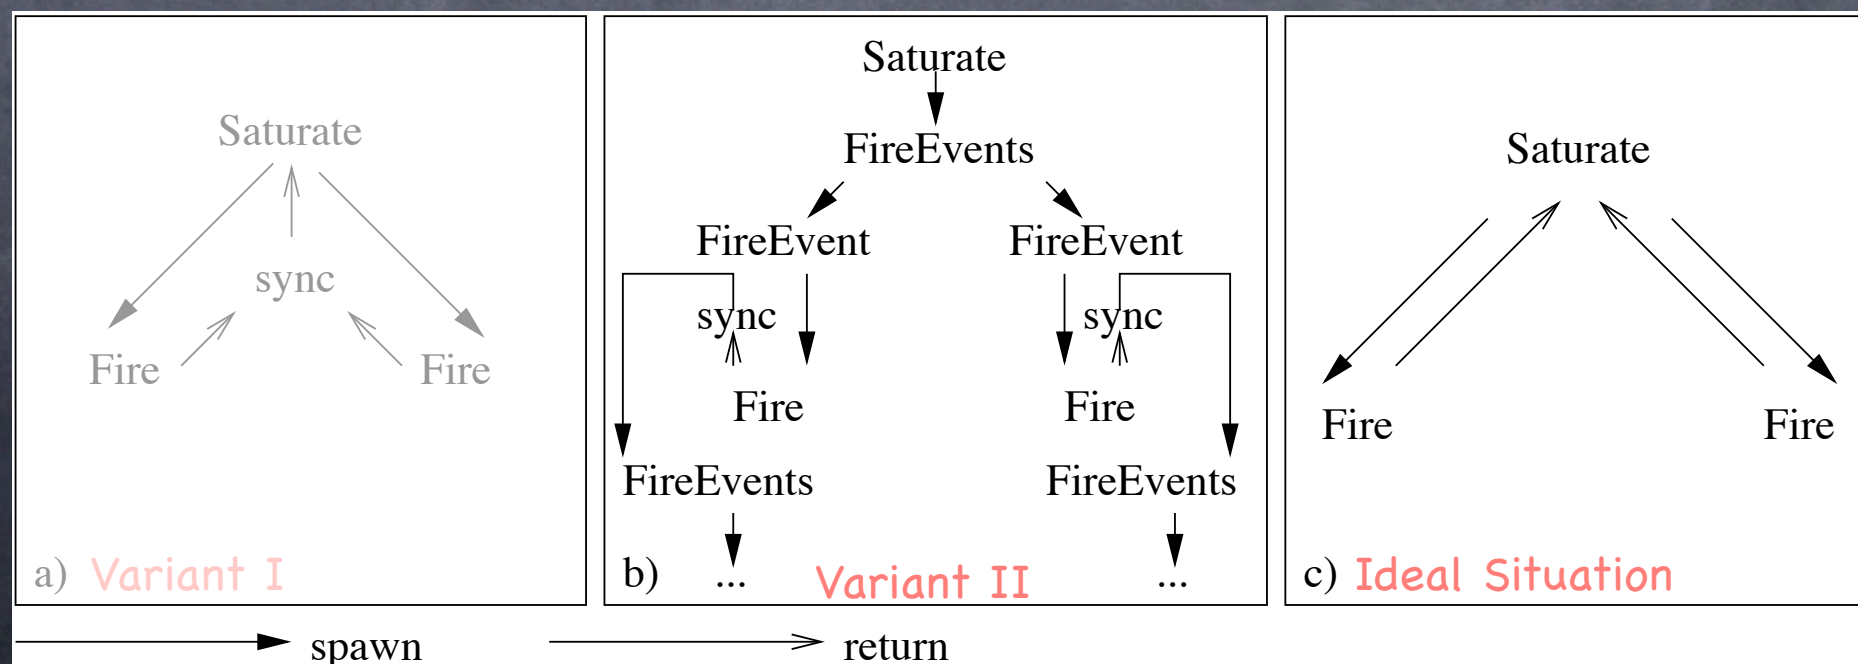 Saturate
sync
Fire Fire
a) Variant I
Saturate
FireEvents
FireEvent FireEvent
sync sync
Fire Fire
FireEvents FireEvents
... ...
b) Variant II
Saturate
Fire Fire
c) Ideal Situation
spawn return